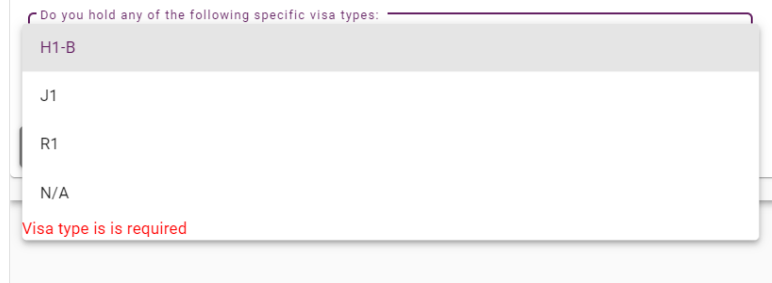 Do you hold any of the following specific visa types:
H1-B
J1
R1
N/A
Visa type is is required